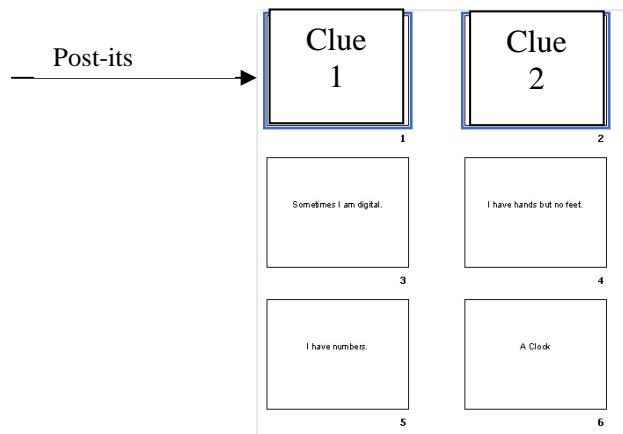 Post-its
Clue
1
Clue
2
1
2
Sometimes I am digital.
I have hands but no feet.
3
4
I have numbers.
A Clock
5
6